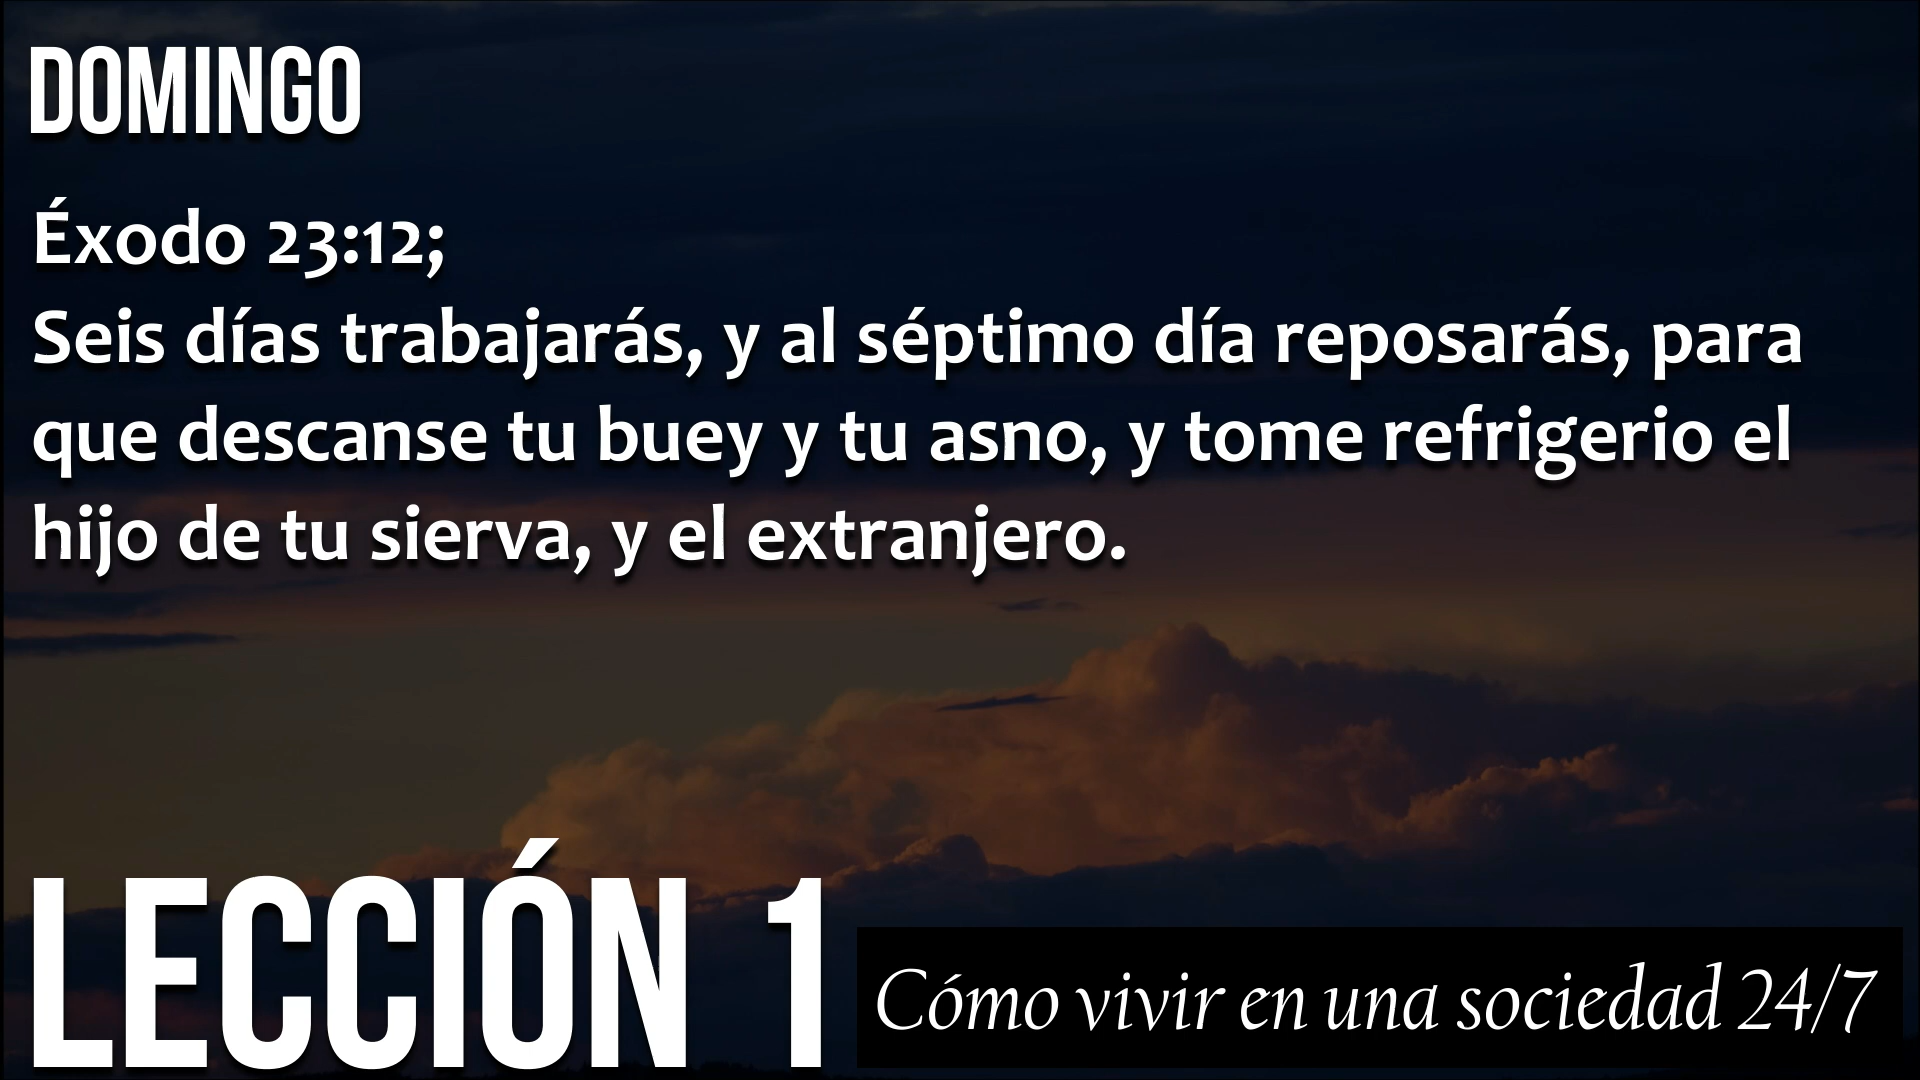 DOMINGO
Éxodo 23:12;
Seis días trabajarás, y al séptimo día reposarás, para
que descanse tu buey y tu asno, y tome refrigerio el
hijo de tu sierva, y el extranjero.
LECCIÓN 1
Cómo vivir en una sociedad 24/7